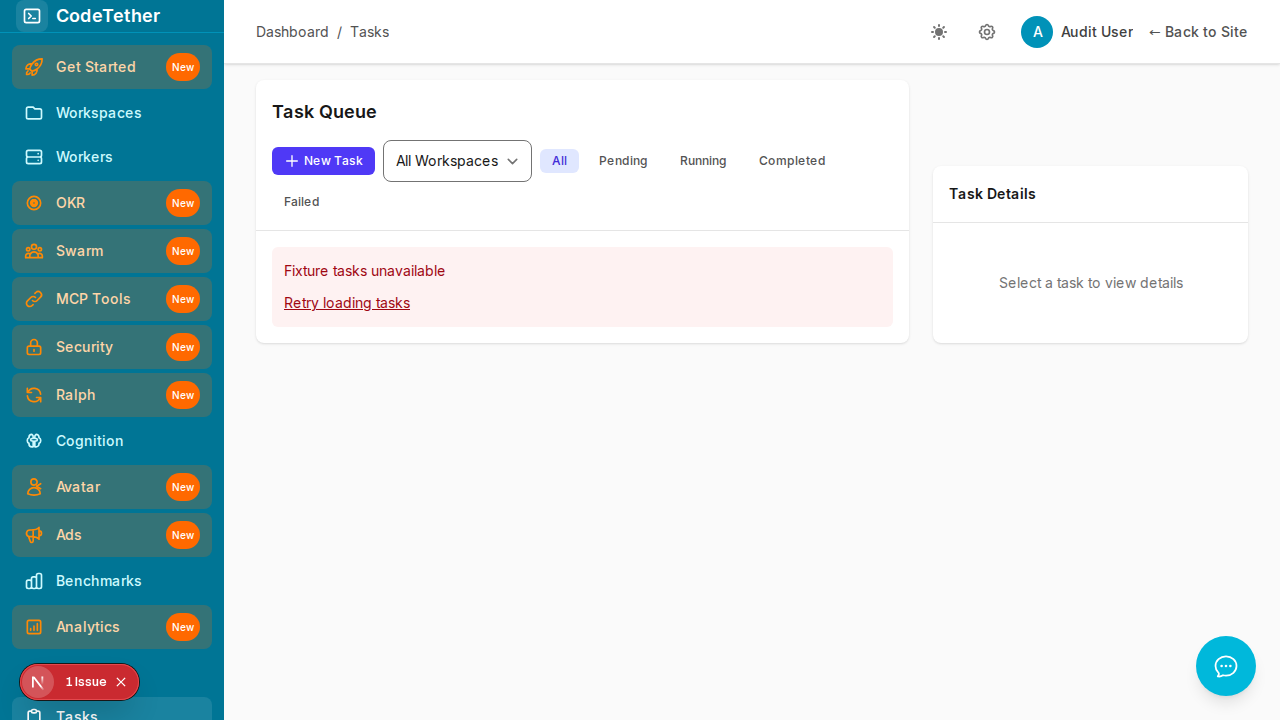 CodeTether
Get Started New
Workspaces
Workers
OKR New
Swarm New
MCP Tools New
Security New
Ralph New
Cognition
Avatar New
Ads New
Benchmarks
Analytics New
1 Issue
Tasks
Dashboard / Tasks
A Audit User ← Back to Site
Task Queue
New Task All Workspaces All Pending Running Completed
Failed
Fixture tasks unavailable
Retry loading tasks
Task Details
Select a task to view details